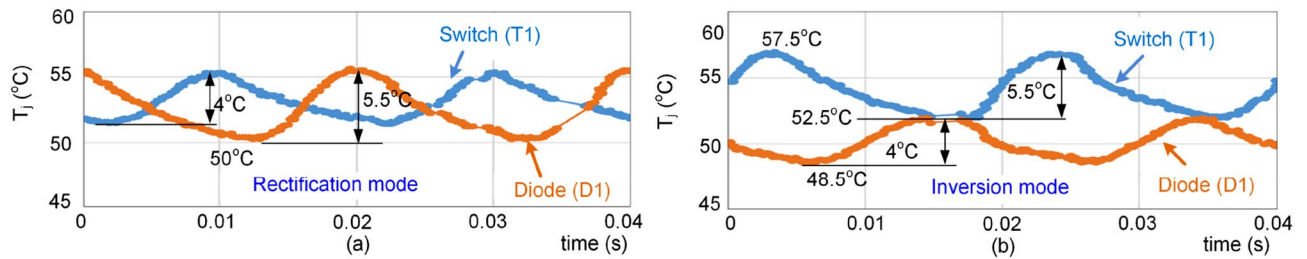 60
55
50
45
Tj (°C)
Switch (T1)
4°C
5.5°C
50°C
Rectification mode
Diode (D1)
0
0.01
0.02
0.03
0.04
(a)
time (s)
60
55
50
45
Tj (°C)
57.5°C
Switch (T1)
5.5°C
52.5°C
4°C
48.5°C
Inversion mode
Diode (D1)
0
0.01
0.02
0.03
0.04
(b)
time (s)